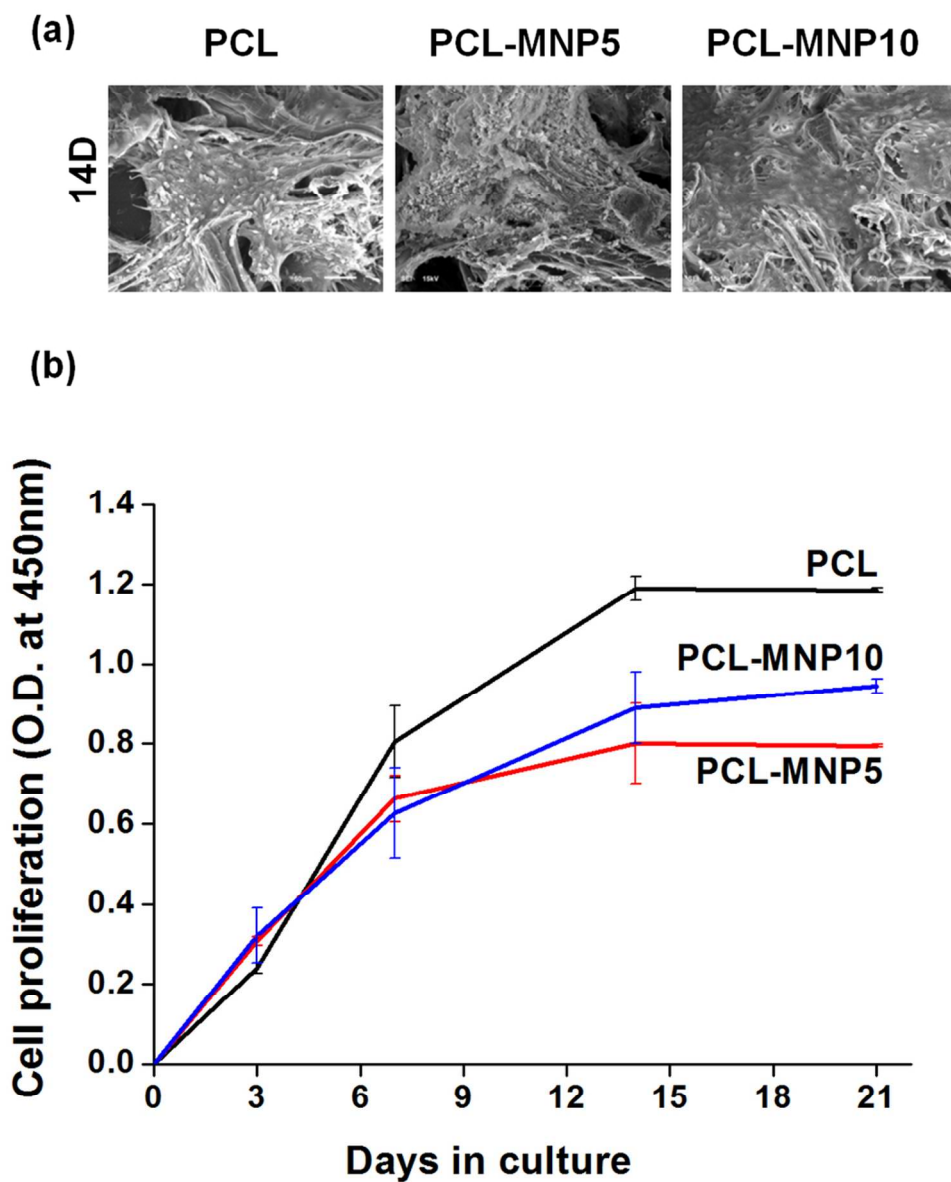 (a)
PCL PCL-MNP5 PCL-MNP10
14D
15kV
(b)
Cell proliferation (O.D. at 450nm)
1.4
1.2
1.0
0.8
0.6
0.4
0.2
0.0
PCL
PCL-MNP10
PCL-MNP5
0 3 6 9 12 15 18 21
Days in culture